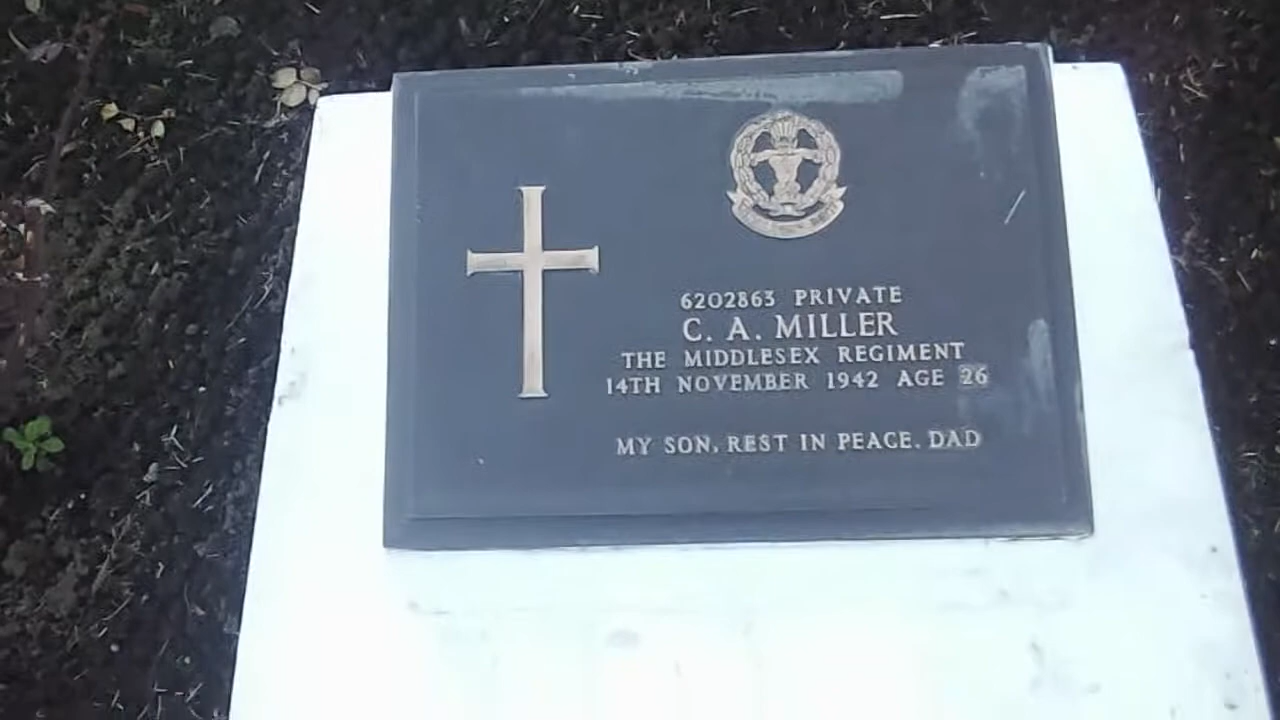 6202863 PRIVATE
C. A. MILLER
THE MIDDLESEX REGIMENT
14TH NOVEMBER 1942 AGE 26
MY SON, REST IN PEACE. DAD